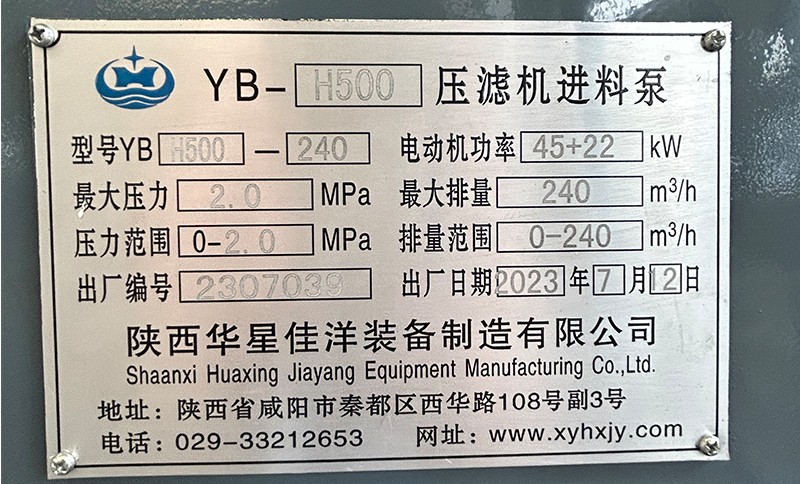 YB-H500 压滤机进料泵
型号YB H500 — 240 电动机功率 45+22 kW
最大压力 2.0 MPa 最大排量 240 m³/h
压力范围 0-2.0 MPa 排量范围 0-240 m³/h
出厂编号 2307039 出厂日期 2023 年 7 月 12 日
陕西华星佳洋装备制造有限公司
Shaanxi Huaxing Jiayang Equipment Manufacturing Co.,Ltd.
地址：陕西省咸阳市秦都区西华路108号副3号
电话：029-33212653 网址：www.xyhxjy.com